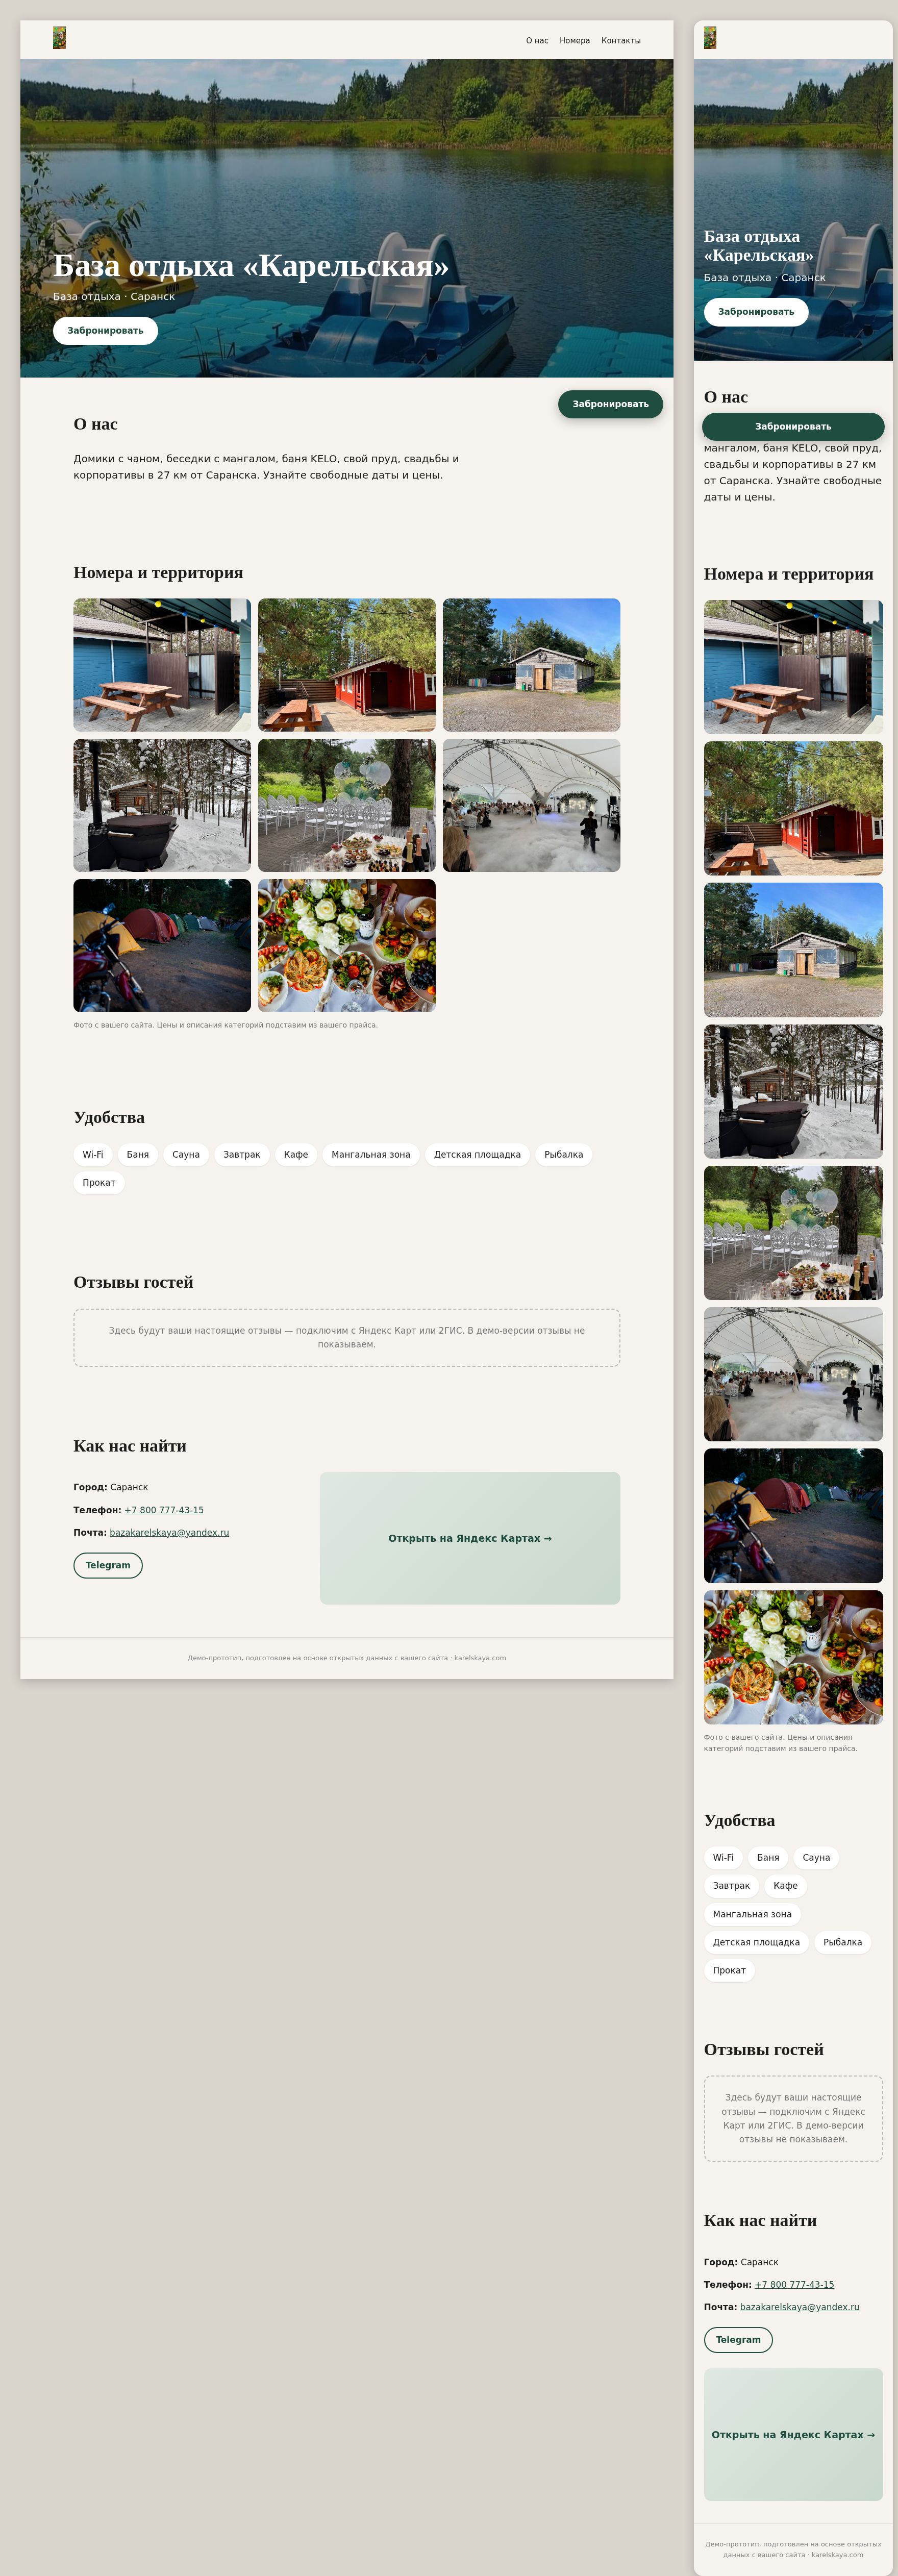 О нас Номера Контакты
База отдыха «Карельская»
База отдыха · Саранск
Забронировать
Забронировать
О нас
Домики с чаном, беседки с мангалом, баня KELO, свой пруд, свадьбы и
корпоративы в 27 км от Саранска. Узнайте свободные даты и цены.
Номера и территория
Фото с вашего сайта. Цены и описания категорий подставим из вашего прайса.
Удобства
Wi-Fi Баня Сауна Завтрак Кафе Мангальная зона Детская площадка Рыбалка
Прокат
Отзывы гостей
Здесь будут ваши настоящие отзывы — подключим с Яндекс Карт или 2ГИС. В демо-версии отзывы не
показываем.
Как нас найти
Город: Саранск
Телефон: +7 800 777-43-15
Почта: bazakarelskaya@yandex.ru
Telegram
Открыть на Яндекс Картах →
Демо-прототип, подготовлен на основе открытых данных с вашего сайта · karelskaya.com
База отдыха
«Карельская»
База отдыха · Саранск
Забронировать
О нас
Забронировать
мангалом, баня KELO, свой пруд,
свадьбы и корпоративы в 27 км
от Саранска. Узнайте свободные
даты и цены.
Номера и территория
Фото с вашего сайта. Цены и описания
категорий подставим из вашего прайса.
Удобства
Wi-Fi Баня Сауна
Завтрак Кафе
Мангальная зона
Детская площадка Рыбалка
Прокат
Отзывы гостей
Здесь будут ваши настоящие
отзывы — подключим с Яндекс
Карт или 2ГИС. В демо-версии
отзывы не показываем.
Как нас найти
Город: Саранск
Телефон: +7 800 777-43-15
Почта: bazakarelskaya@yandex.ru
Telegram
Открыть на Яндекс Картах →
Демо-прототип, подготовлен на основе открытых
данных с вашего сайта · karelskaya.com